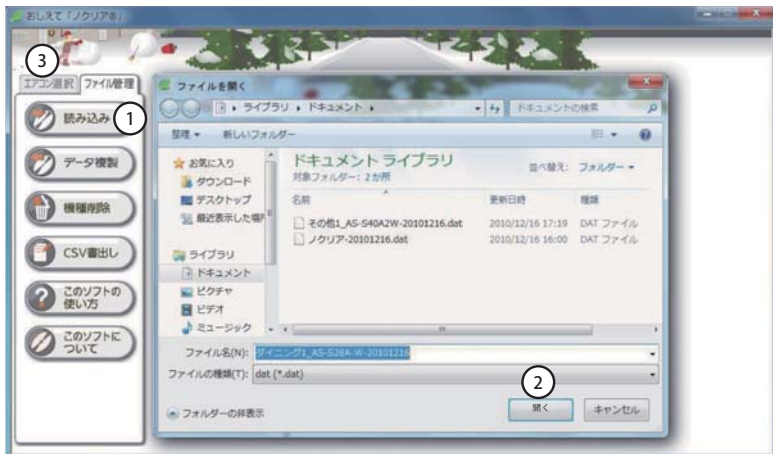 おしえて「ノクリア®」
③
エアコン選択 ファイル管理
読み込み ①
データ複製
機種削除
CSV書出し
このソフトの
使い方
このソフトに
ついて
ファイルを開く
ライブラリ ▸ ドキュメント ▸
ドキュメントの検索
整理 ▾ 新しいフォルダー
お気に入り
ダウンロード
デスクトップ
最近表示した場所
ライブラリ
ドキュメント
ピクチャ
ビデオ
ミュージック
ドキュメント ライブラリ
対象フォルダー: 2か所
並べ替え: フォルダー ▾
名前 更新日時 種類
その他1_AS-S40A2W-20101216.dat 2010/12/16 17:19 DAT ファイル
ノクリア-20101216.dat 2010/12/16 16:00 DAT ファイル
ファイル名(N): ダイニング1_AS-S28A-W-20101216
ファイルの種類(T): dat (*.dat)
②
フォルダーの非表示
開く キャンセル